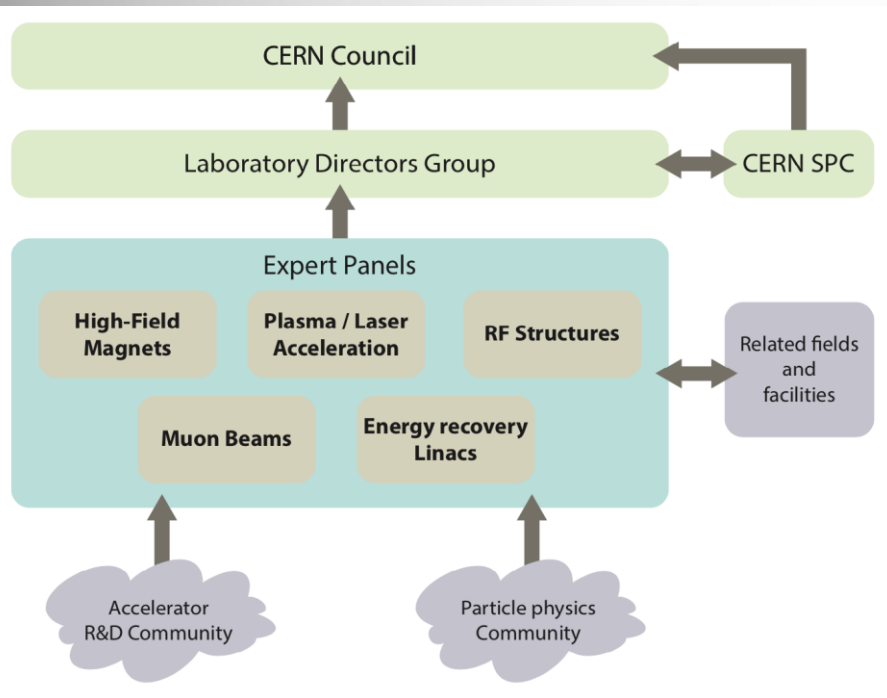 CERN Council
Laboratory Directors Group
CERN SPC
Expert Panels
High-Field
Magnets
Plasma / Laser
Acceleration
RF Structures
Related fields
and
facilities
Muon Beams
Energy recovery
Linacs
Accelerator
R&D Community
Particle physics
Community